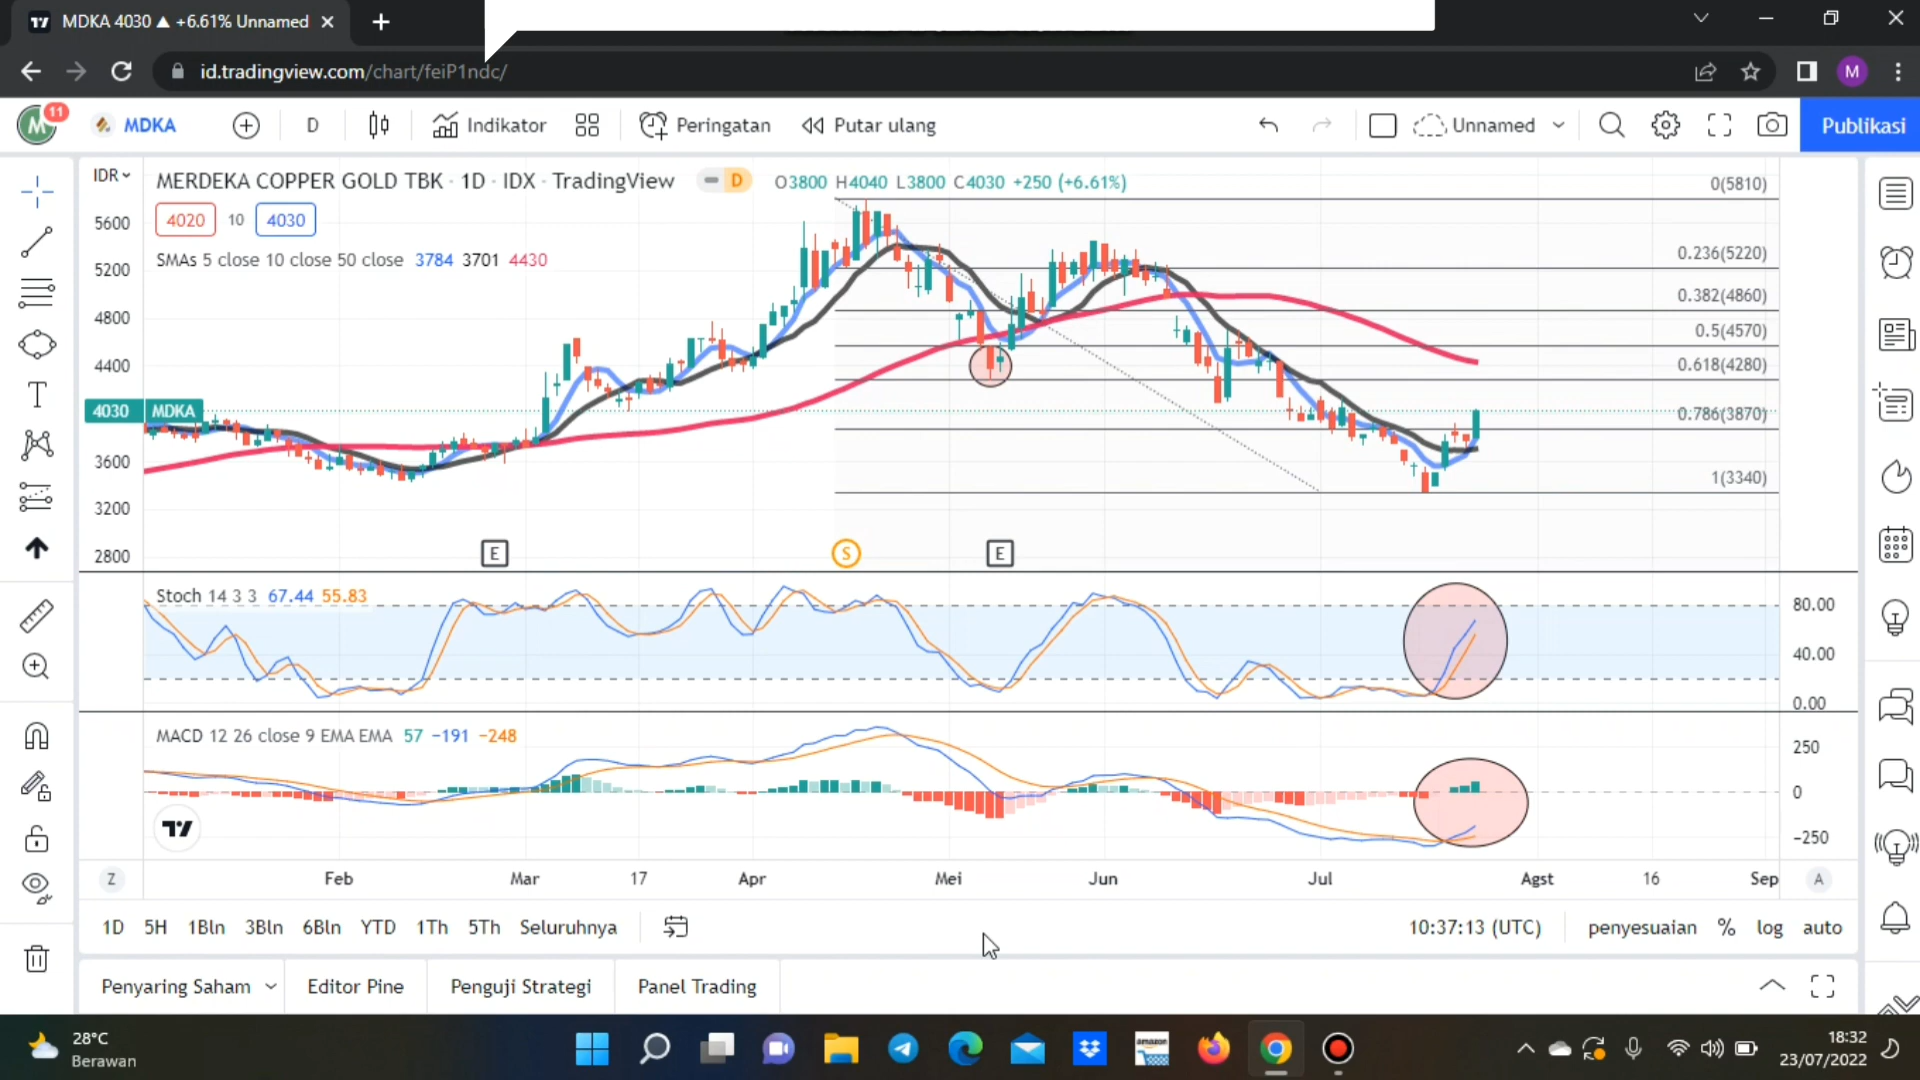 MDKA 4030 ▲ +6.61% Unnamed
id.tradingview.com/chart/feiP1ndc/
M
M 11 MDKA D Indikator Peringatan Putar ulang Unnamed Publikasi
IDR MERDEKA COPPER GOLD TBK · 1D · IDX · TradingView D O3800 H4040 L3800 C4030 +250 (+6.61%)
4020 10 4030
SMAs 5 close 10 close 50 close 3784 3701 4430
5600
5200
4800
4400
4030 MDKA
3600
3200
2800
0(5810)
0.236(5220)
0.382(4860)
0.5(4570)
0.618(4280)
0.786(3870)
1(3340)
E S E
Stoch 14 3 3 67.44 55.83
80.00
40.00
0.00
MACD 12 26 close 9 EMA EMA 57 −191 −248
250
0
−250
Z Feb Mar 17 Apr Mei Jun Jul Agst 16 Sep A
1D 5H 1Bln 3Bln 6Bln YTD 1Th 5Th Seluruhnya 10:37:13 (UTC) penyesuaian % log auto
Penyaring Saham Editor Pine Penguji Strategi Panel Trading
28°C
Berawan
amazon
18:32
23/07/2022